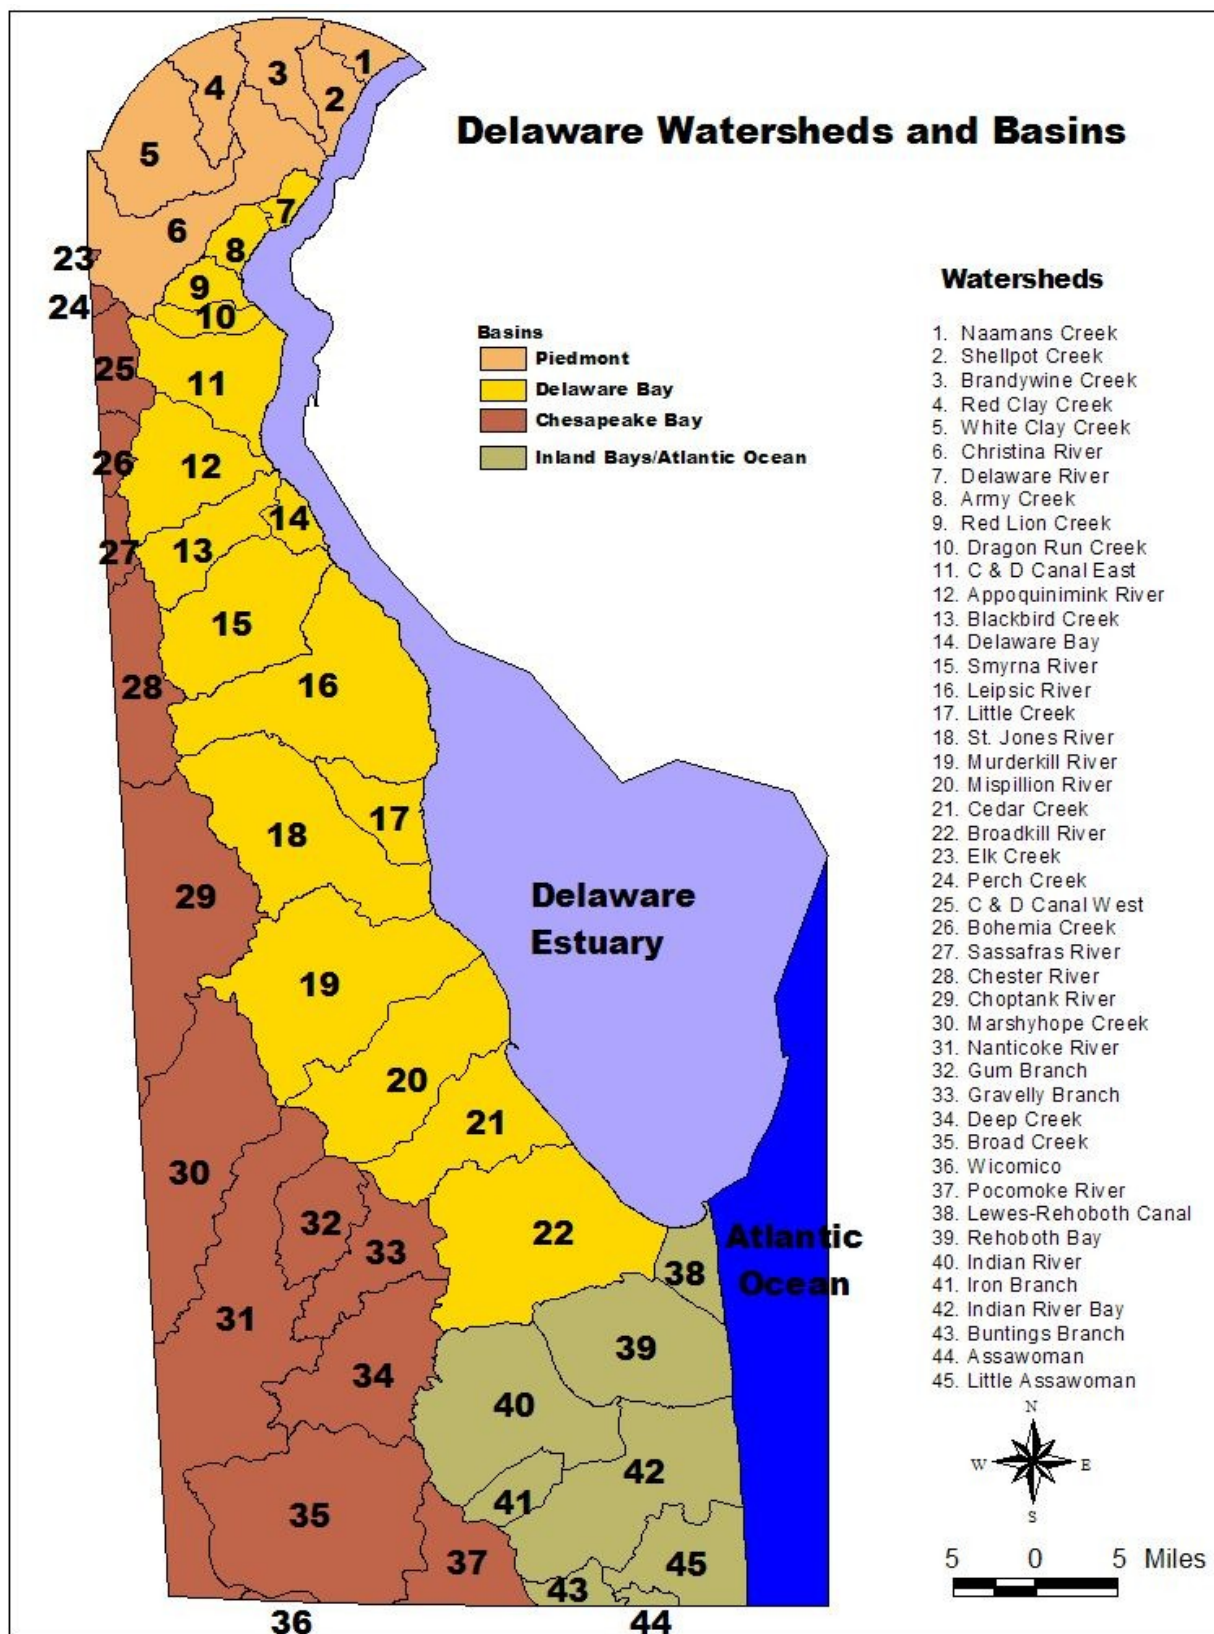 Delaware Watersheds and Basins
1
2
3
4
5
6
7
8
9
10
11
12
13
14
15
16
17
18
19
20
21
22
23
24
25
26
27
28
29
30
31
32
33
34
35
36
37
38
39
40
41
42
43
44
45
Delaware
Estuary
Atlantic
Ocean
Basins
Piedmont
Delaware Bay
Chesapeake Bay
Inland Bays/Atlantic Ocean
Watersheds
1. Naamans Creek
2. Shellpot Creek
3. Brandywine Creek
4. Red Clay Creek
5. White Clay Creek
6. Christina River
7. Delaware River
8. Army Creek
9. Red Lion Creek
10. Dragon Run Creek
11. C & D Canal East
12. Appoquinimink River
13. Blackbird Creek
14. Delaware Bay
15. Smyrna River
16. Leipsic River
17. Little Creek
18. St. Jones River
19. Murderkill River
20. Mispillion River
21. Cedar Creek
22. Broadkill River
23. Elk Creek
24. Perch Creek
25. C & D Canal West
26. Bohemia Creek
27. Sassafras River
28. Chester River
29. Choptank River
30. Marshyhope Creek
31. Nanticoke River
32. Gum Branch
33. Gravelly Branch
34. Deep Creek
35. Broad Creek
36. Wicomico
37. Pocomoke River
38. Lewes-Rehoboth Canal
39. Rehoboth Bay
40. Indian River
41. Iron Branch
42. Indian River Bay
43. Buntings Branch
44. Assawoman
45. Little Assawoman
N
W E
S
5 0 5 Miles